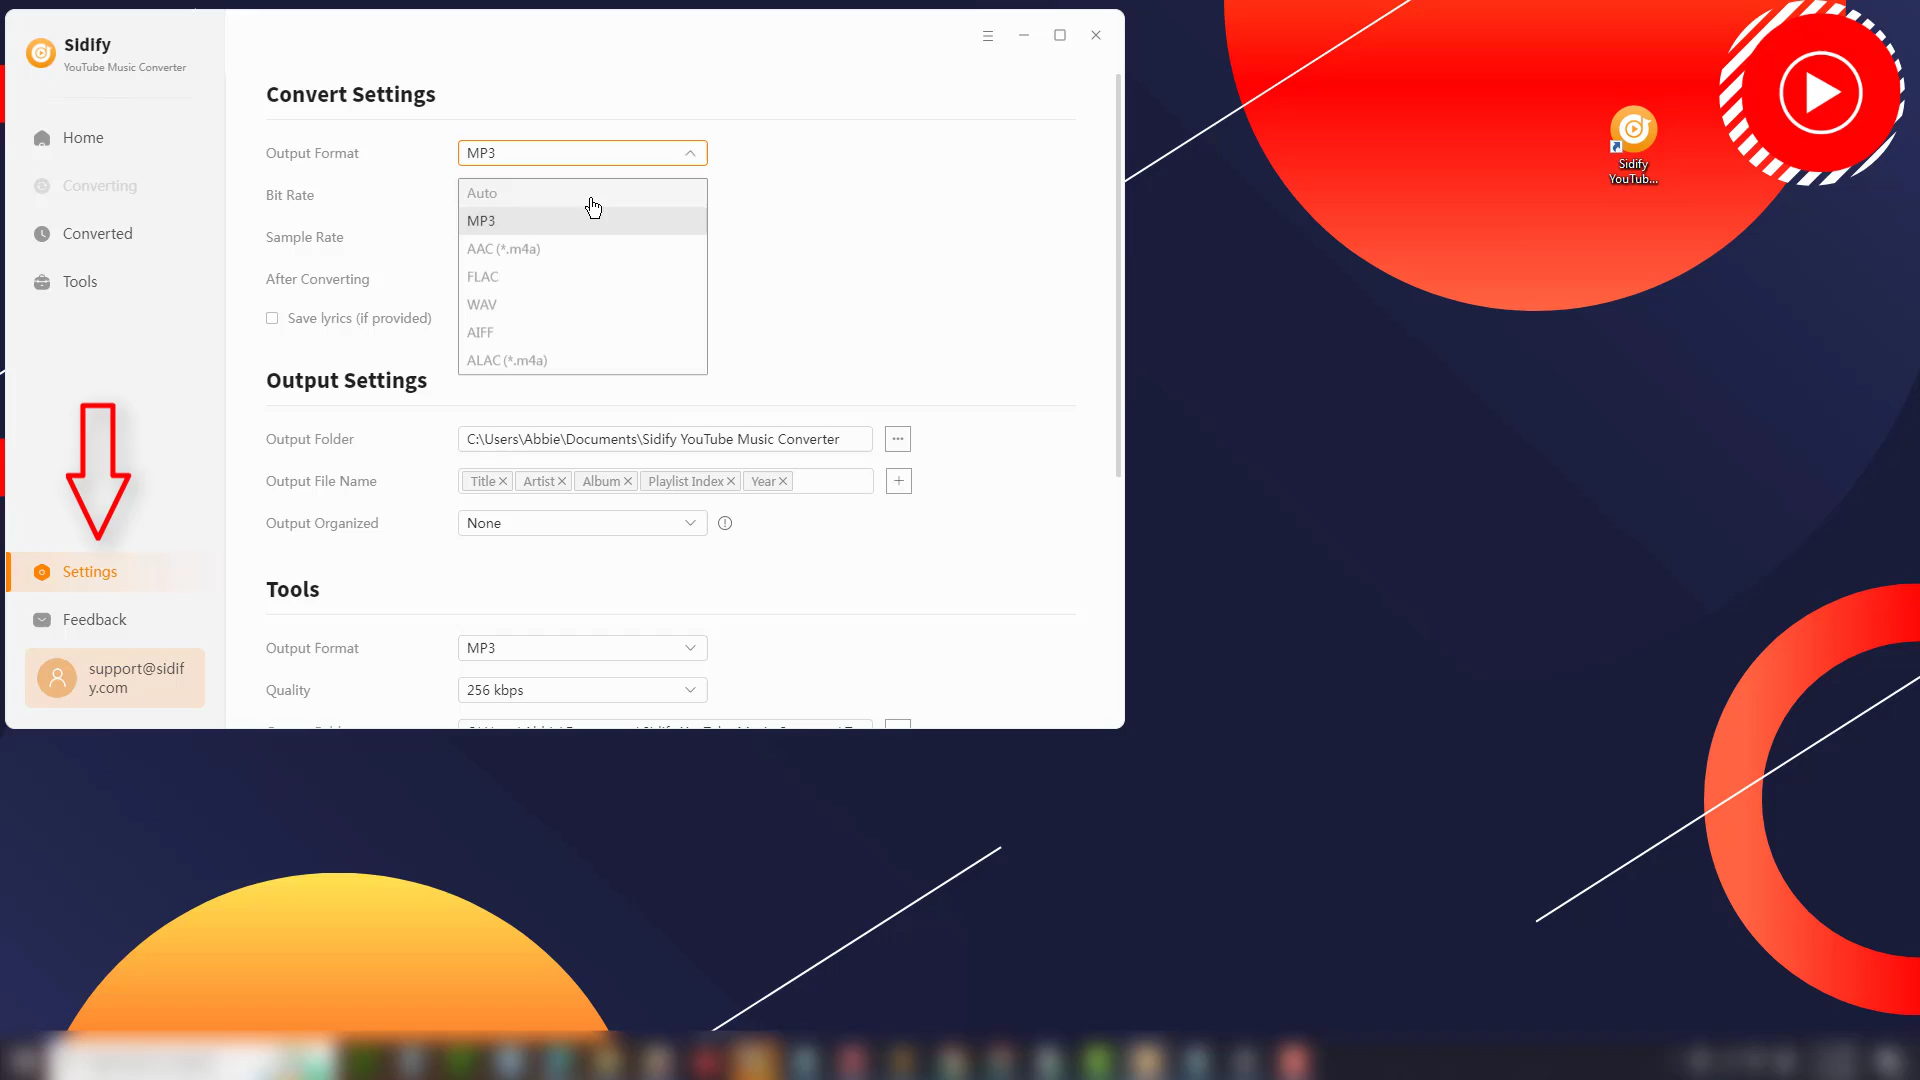 Sidify
YouTube Music Converter
Home
Converting
Converted
Tools
Settings
Feedback
support@sidif
y.com
Convert Settings
Output Format
MP3
Bit Rate
Sample Rate
After Converting
Save lyrics (if provided)
Auto
MP3
AAC (*.m4a)
FLAC
WAV
AIFF
ALAC (*.m4a)
Output Settings
Output Folder
C:\Users\Abbie\Documents\Sidify YouTube Music Converter
Output File Name
Title Artist Album Playlist Index Year
Output Organized
None
Tools
Output Format
MP3
Quality
256 kbps
Sidify
YouTub...